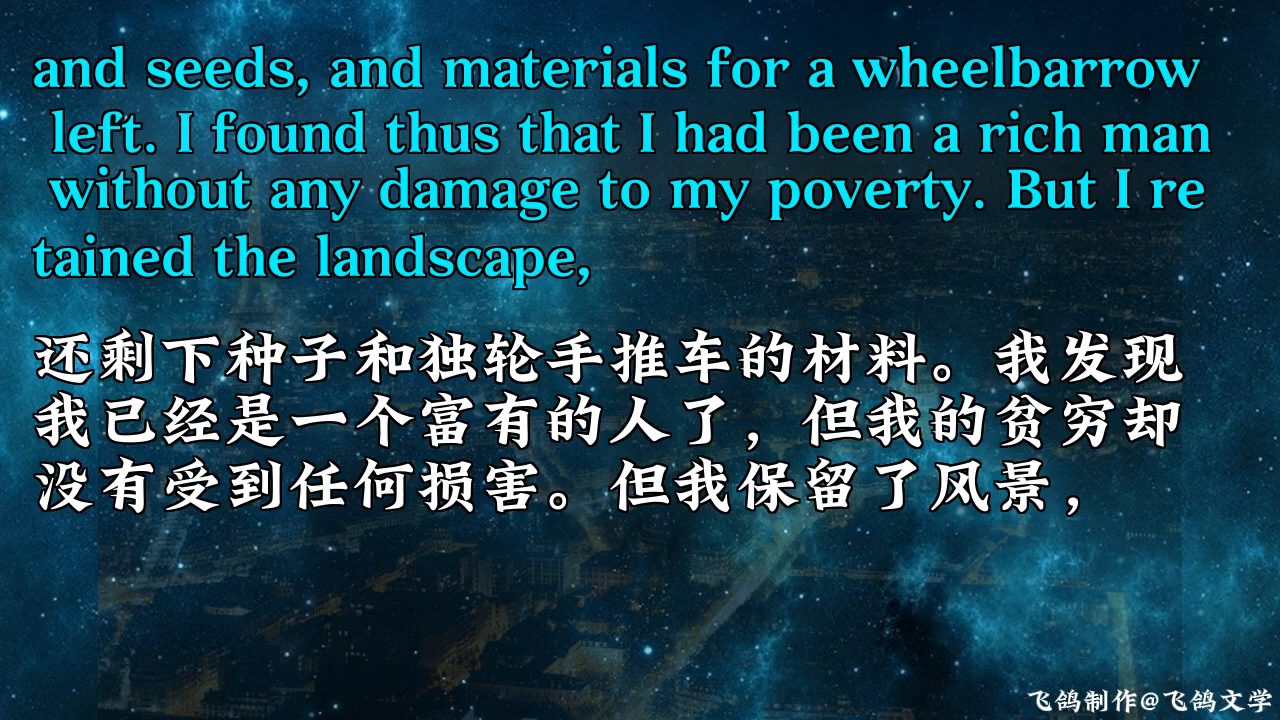 and seeds, and materials for a wheelbarrow
left. I found thus that I had been a rich man
without any damage to my poverty. But I re
tained the landscape,
还剩下种子和独轮手推车的材料。我发现
我已经是一个富有的人了，但我的贫穷却
没有受到任何损害。但我保留了风景，
飞鸽制作@飞鸽文学